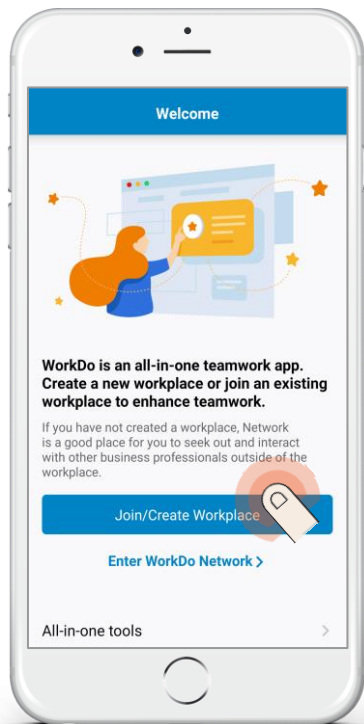 Welcome
WorkDo is an all-in-one teamwork app.
Create a new workplace or join an existing
workplace to enhance teamwork.
If you have not created a workplace, Network
is a good place for you to seek out and interact
with other business professionals outside of the
workplace.
Join/Create Workplace
Enter WorkDo Network >
All-in-one tools >